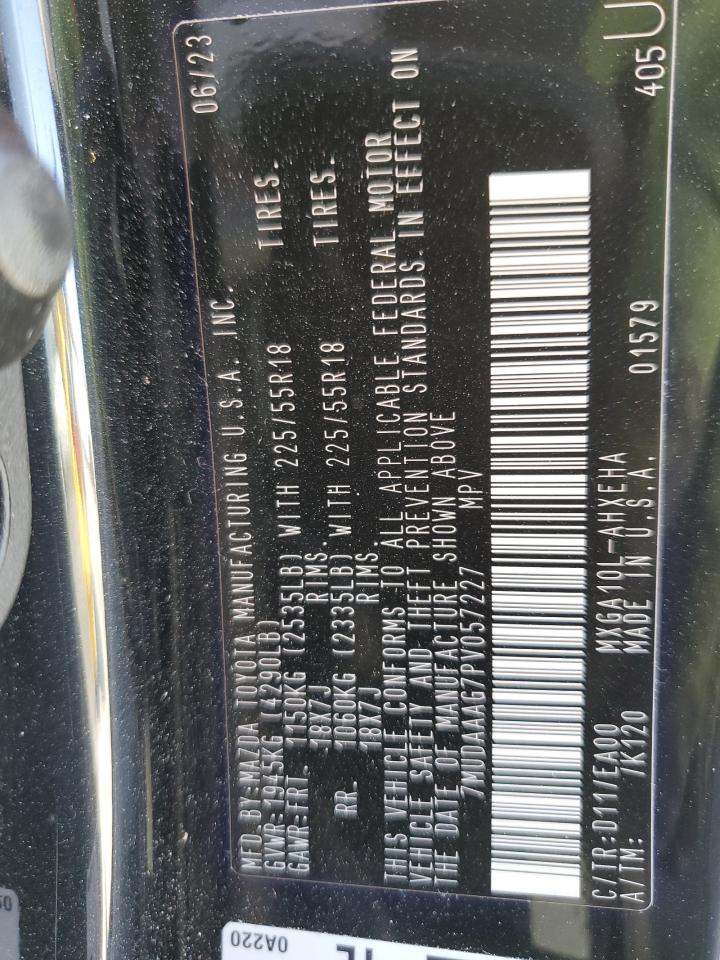 MFD.BY:MAZDA TOYOTA MANUFACTURING U.S.A. INC. 06/23
GVWR:1945KG (4290LB)
GAWR:FRT. 1150KG (2535LB) WITH 225/55R18 TIRES.
18X7J RIMS
RR. 1060KG (2335LB) WITH 225/55R18 TIRES.
18X7J RIMS.
THIS VEHICLE CONFORMS TO ALL APPLICABLE FEDERAL MOTOR
VEHICLE SAFETY AND THEFT PREVENTION STANDARDS IN EFFECT ON
THE DATE OF MANUFACTURE SHOWN ABOVE
7MUDAAAG7PV057227 MPV
C/TR:D11/EA00 MXGA10L-AHXEHA 01579 405 U
A/TM: /K120 MADE IN U.S.A.
0A220